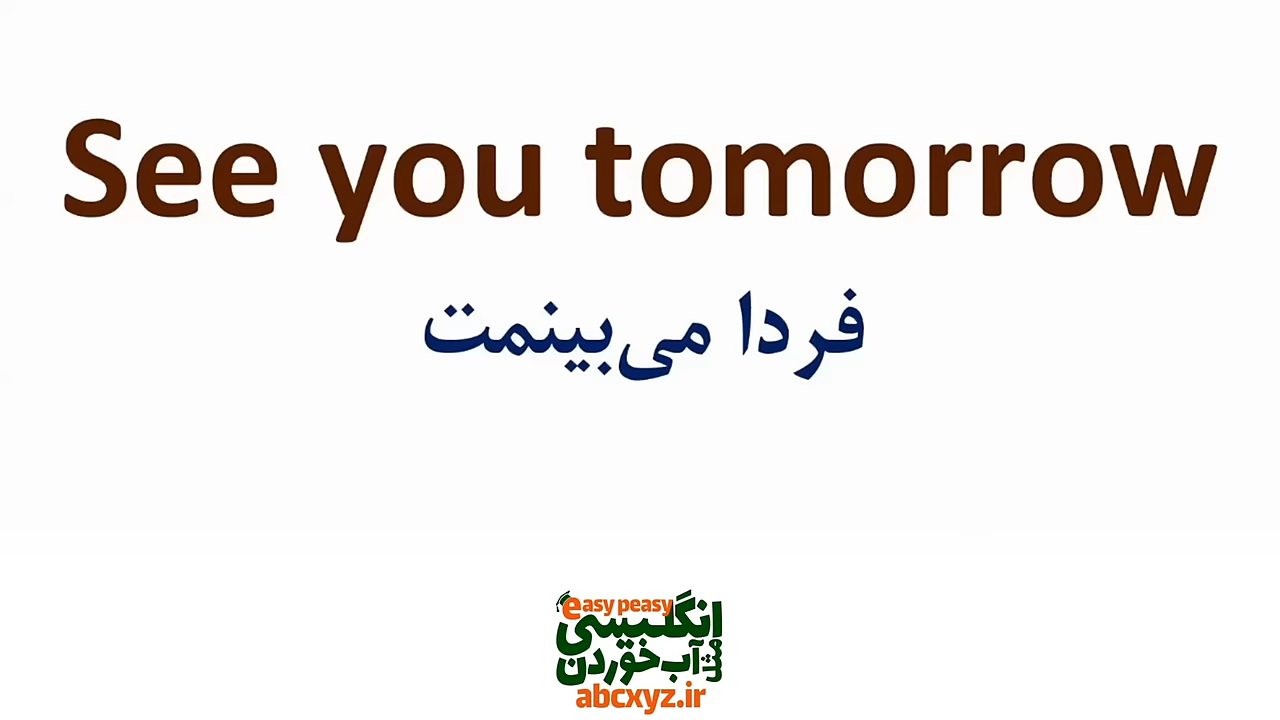 See you tomorrow
فردا می‌بینمت
easy peasy
انگلیسی
مثل آب خوردن
abcxyz.ir